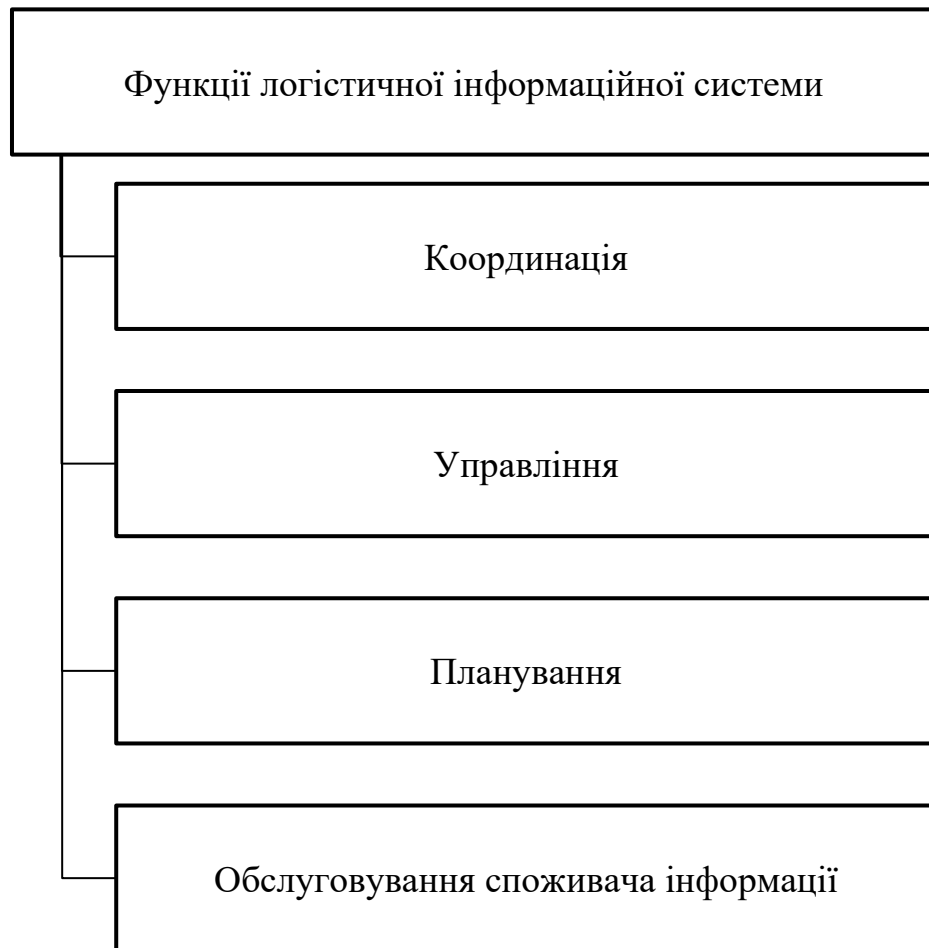 Функції логістичної інформаційної системи
Координація
Управління
Планування
Обслуговування споживача інформації